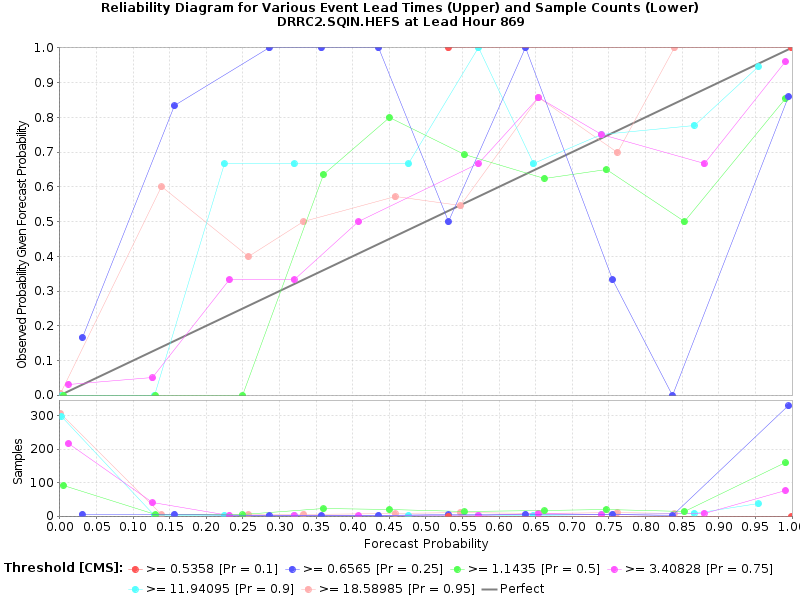 Reliability Diagram for Various Event Lead Times (Upper) and Sample Counts (Lower)
DRRC2.SQIN.HEFS at Lead Hour 869
Observed Probability Given Forecast Probability
1.0
0.9
0.8
0.7
0.6
0.5
0.4
0.3
0.2
0.1
0.0
Samples
300
200
100
0
0.00 0.05 0.10 0.15 0.20 0.25 0.30 0.35 0.40 0.45 0.50 0.55 0.60 0.65 0.70 0.75 0.80 0.85 0.90 0.95 1.0
Forecast Probability
Threshold [CMS]: >= 0.5358 [Pr = 0.1] >= 0.6565 [Pr = 0.25] >= 1.1435 [Pr = 0.5] >= 3.40828 [Pr = 0.75]
>= 11.94095 [Pr = 0.9] >= 18.58985 [Pr = 0.95] Perfect